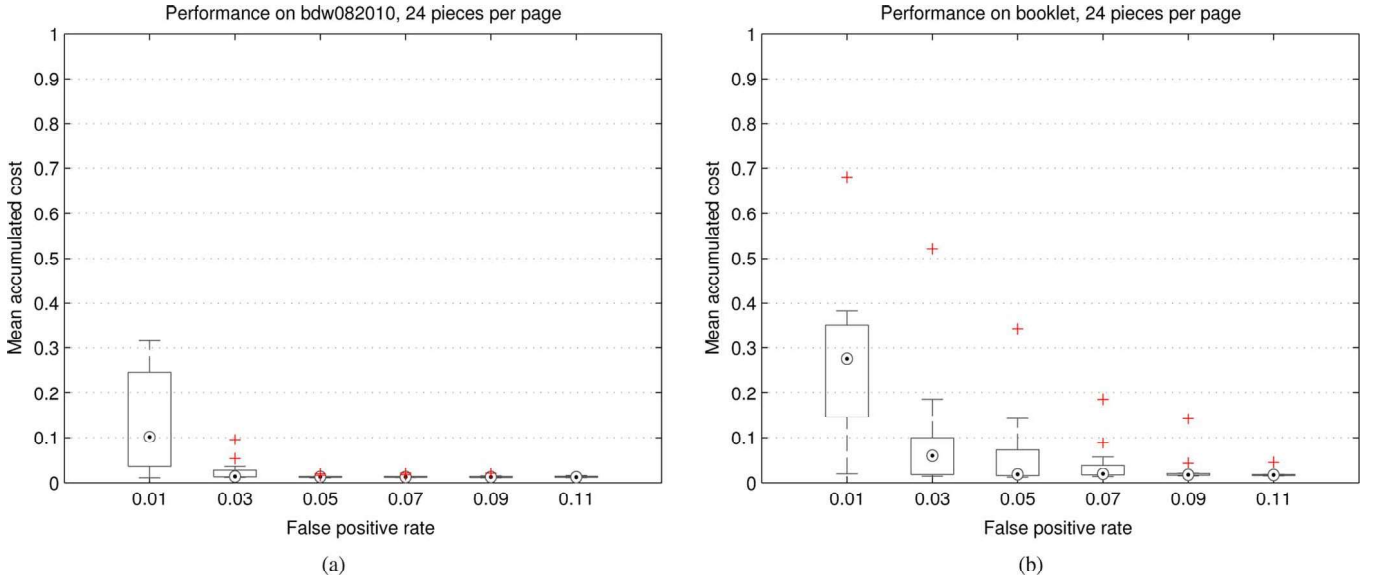 Performance on bdw082010, 24 pieces per page
1
0.9
0.8
0.7
0.6
0.5
0.4
0.3
0.2
0.1
0
Mean accumulated cost
0.01 0.03 0.05 0.07 0.09 0.11
False positive rate
(a)
Performance on booklet, 24 pieces per page
1
0.9
0.8
0.7
0.6
0.5
0.4
0.3
0.2
0.1
0
Mean accumulated cost
0.01 0.03 0.05 0.07 0.09 0.11
False positive rate
(b)